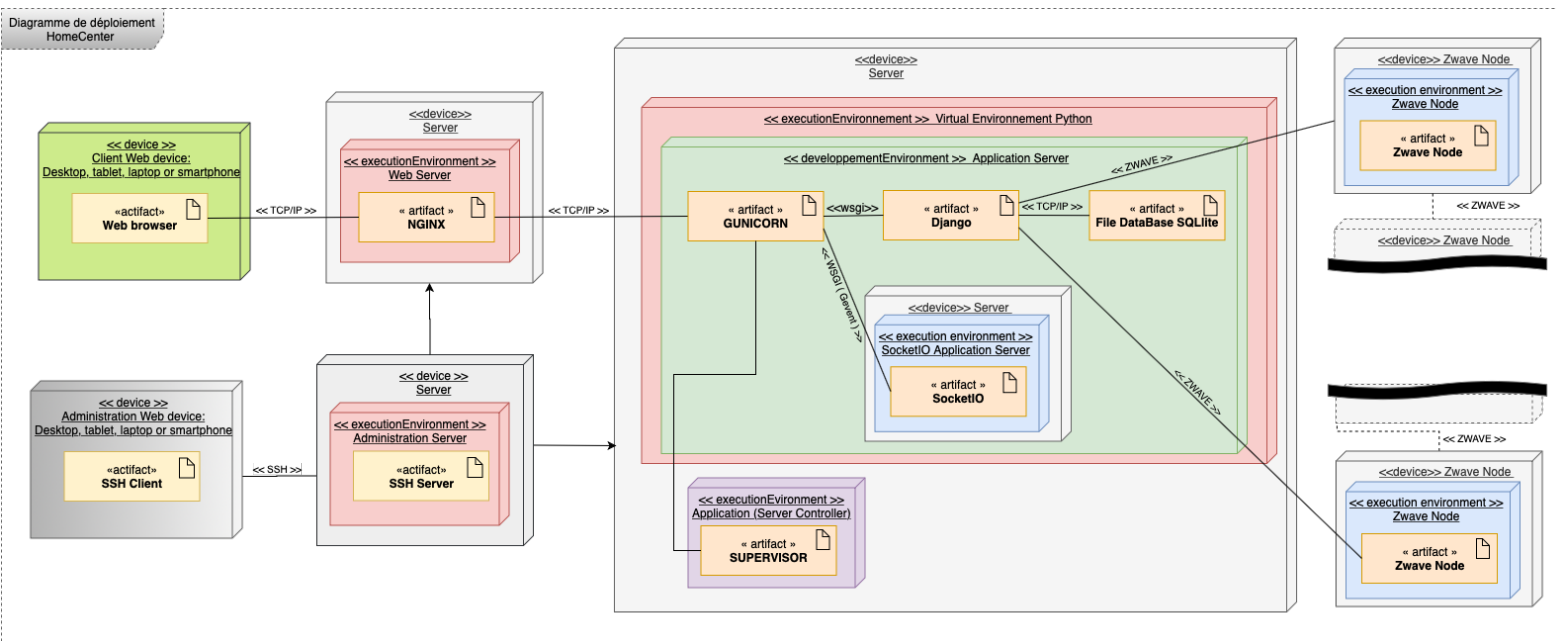 Diagramme de déploiement
HomeCenter
<< device >>
Client Web device:
Desktop, tablet, laptop or smartphone
«actifact»
Web browser
<< TCP/IP >>
<<device>>
Server
<< executionEnvironment >>
Web Server
« artifact »
NGINX
<< TCP/IP >>
<<device>>
Server
<< executionEnvironnement >>  Virtual Environnement Python
<< developpementEnvironment >>  Application Server
« artifact »
GUNICORN
<<wsgi>>
« artifact »
Django
<< TCP/IP >>
« artifact »
File DataBase SQLlite
<< WSGI ( Gevent ) >>
<<device>> Server
<< execution environment >>
SocketIO Application Server
« artifact »
SocketIO
<< ZWAVE >>
<< ZWAVE >>
<< executionEvironment >>
Application (Server Controller)
« artifact »
SUPERVISOR
<< device >>
Administration Web device:
Desktop, tablet, laptop or smartphone
«actifact»
SSH Client
<< SSH >>
<< device >>
Server
<< executionEnvironment >>
Administration Server
«actifact»
SSH Server
<<device>> Zwave Node
<< execution environment >>
Zwave Node
« artifact »
Zwave Node
<< ZWAVE >>
<<device>> Zwave Node
<< ZWAVE >>
<<device>> Zwave Node
<< execution environment >>
Zwave Node
« artifact »
Zwave Node